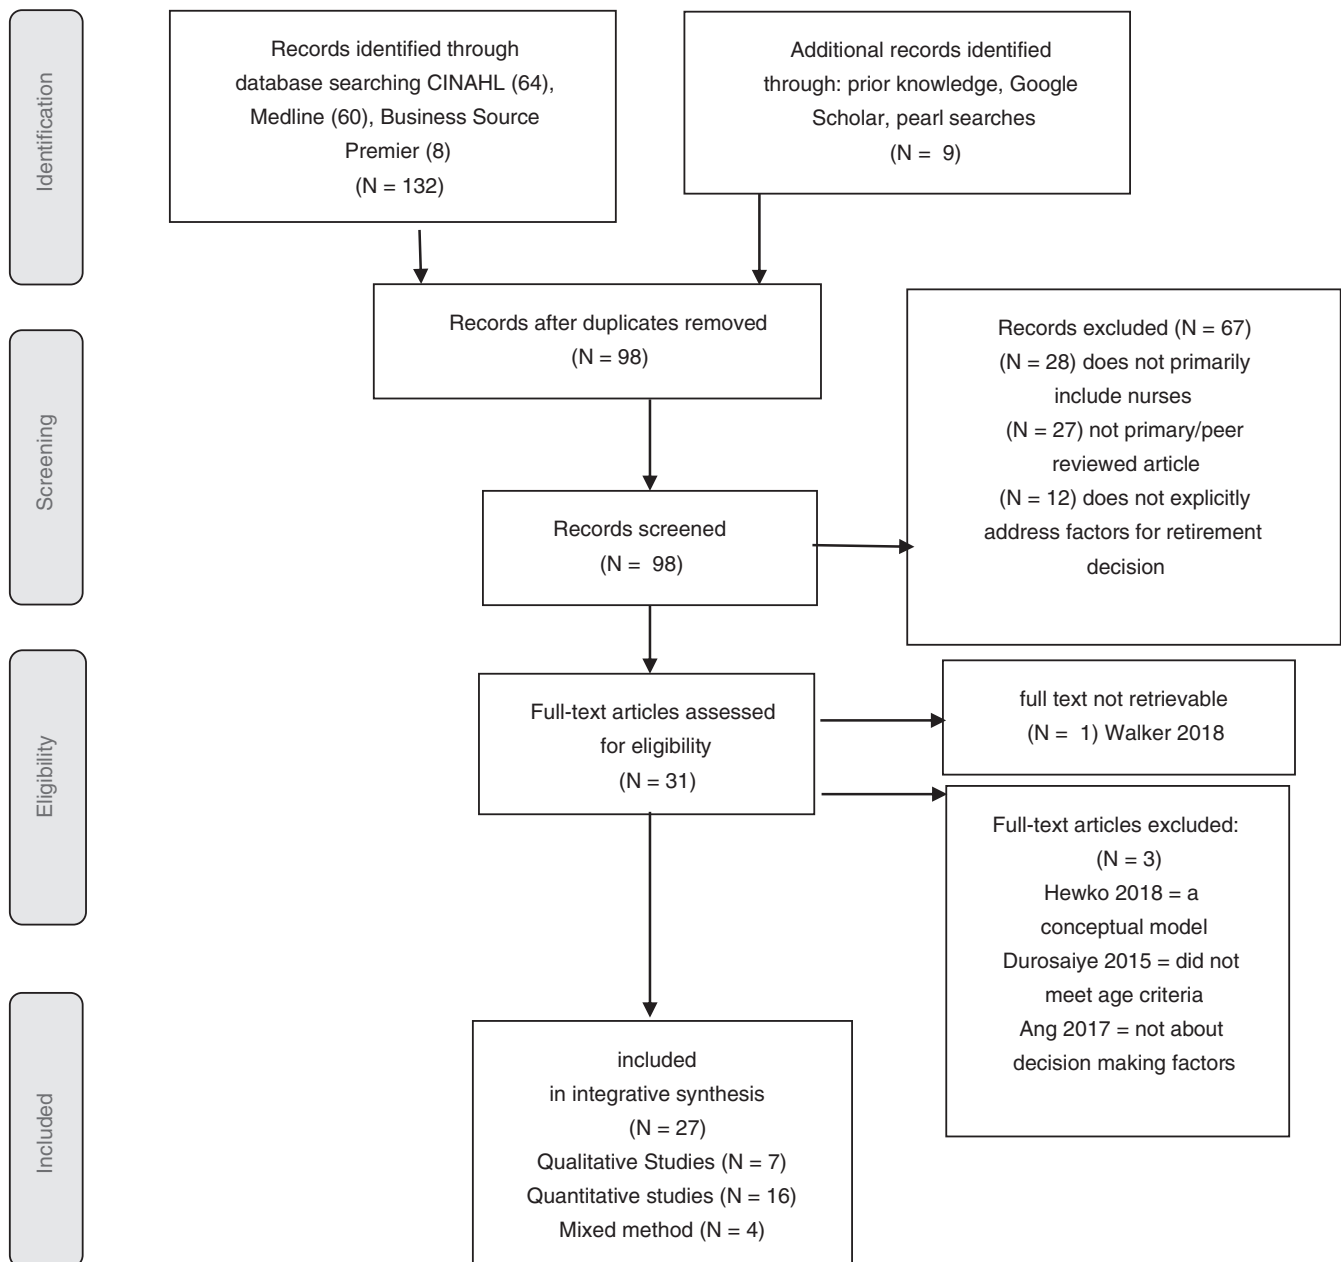 Identification
Records identified through
database searching CINAHL (64),
Medline (60), Business Source
Premier (8)
(N = 132)
Additional records identified
through: prior knowledge, Google
Scholar, pearl searches
(N = 9)
Records after duplicates removed
(N = 98)
Screening
Records screened
(N = 98)
Records excluded (N = 67)
(N = 28) does not primarily
include nurses
(N = 27) not primary/peer
reviewed article
(N = 12) does not explicitly
address factors for retirement
decision
Eligibility
Full-text articles assessed
for eligibility
(N = 31)
full text not retrievable
(N = 1) Walker 2018
Full-text articles excluded:
(N = 3)
Hewko 2018 = a
conceptual model
Durosaiye 2015 = did not
meet age criteria
Ang 2017 = not about
decision making factors
Included
included
in integrative synthesis
(N = 27)
Qualitative Studies (N = 7)
Quantitative studies (N = 16)
Mixed method (N = 4)